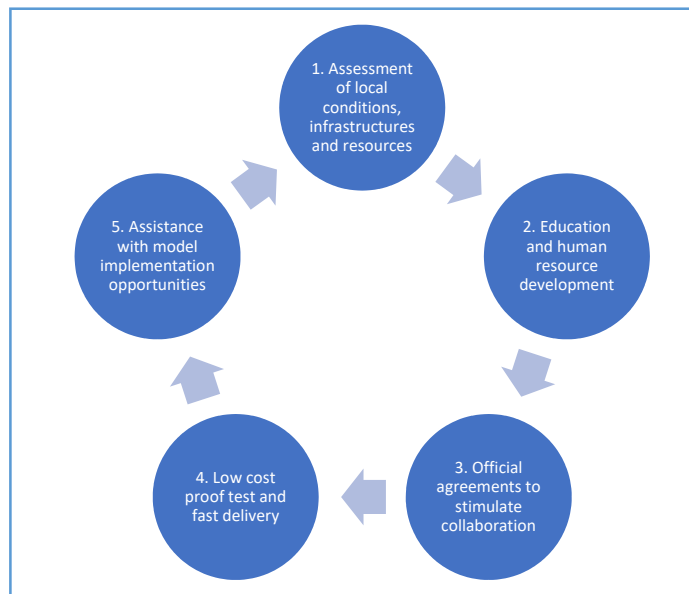 1. Assessment
of local
conditions,
infrastructures
and resources
2. Education
and human
resource
development
3. Official
agreements to
stimulate
collaboration
4. Low cost
proof test and
fast delivery
5. Assistance
with model
implementation
opportunities